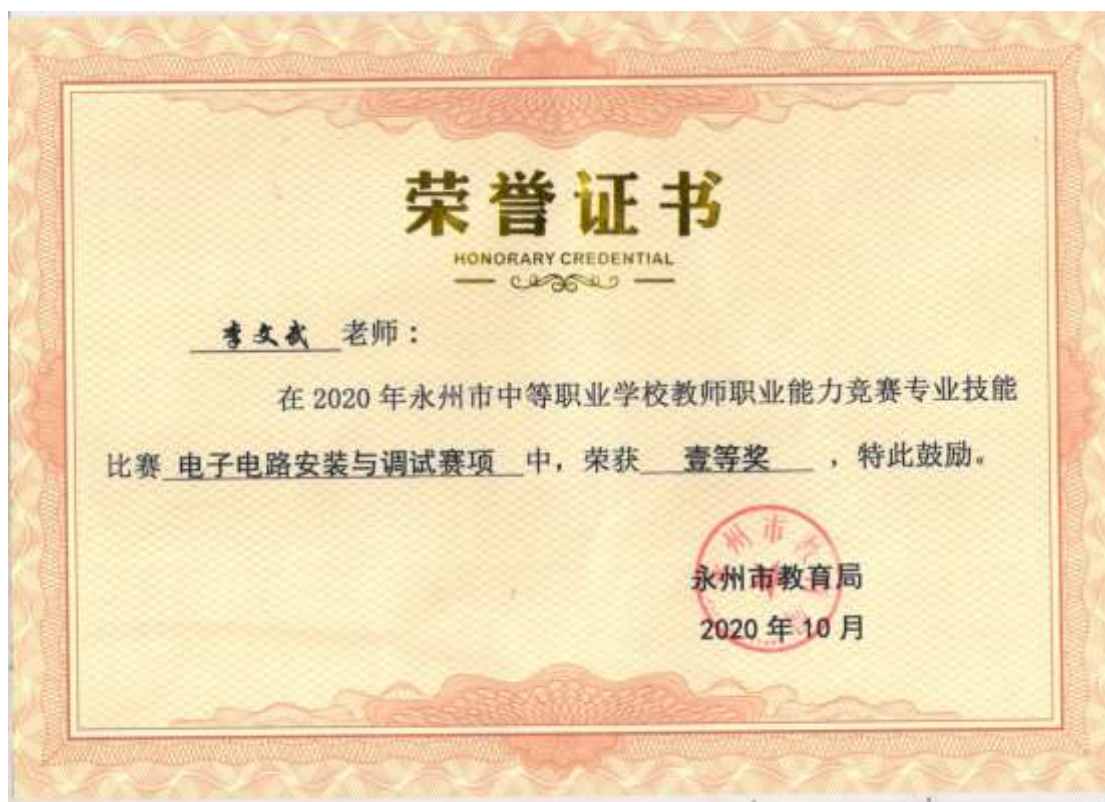 荣誉证书
HONORARY CREDENTIAL
李文武 老师：
在 2020 年永州市中等职业学校教师职业能力竞赛专业技能
比赛 电子电路安装与调试赛项 中，荣获 壹等奖 ，特此鼓励。
永州市教育局
2020 年 10 月